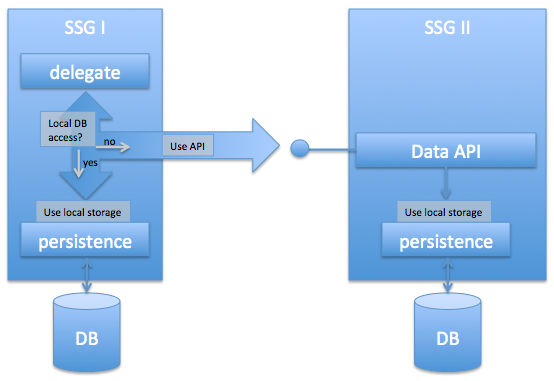 SSG I
delegate
Local DB
access?
no
yes
Use API
Use local storage
persistence
DB
SSG II
Data API
Use local storage
persistence
DB